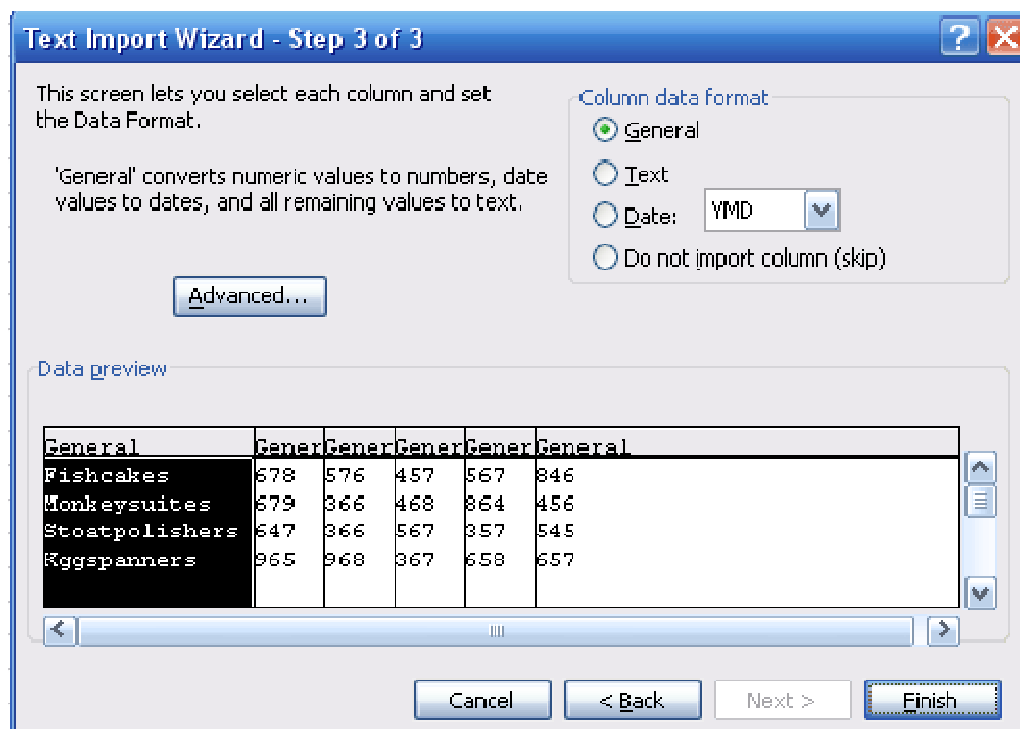 Text Import Wizard - Step 3 of 3
This screen lets you select each column and set
the Data Format.
'General' converts numeric values to numbers, date
values to dates, and all remaining values to text.
Advanced...
Column data format
General
Text
Date: YMD
Do not import column (skip)
Data preview
General Gener Gener Gener Gener General
Fishcakes 678 576 457 567 846
Monkeysuites 679 366 468 864 456
Stoatpolishers 647 366 567 357 545
Eggspanners 965 968 367 658 657
Cancel < Back Next > Finish